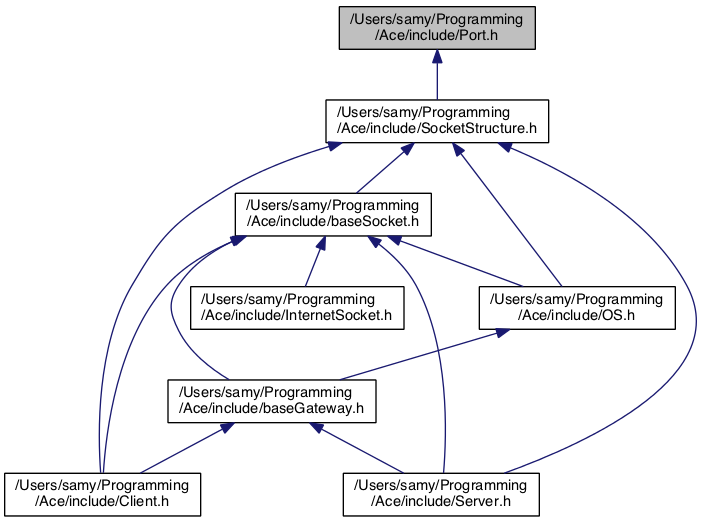 /Users/samy/Programming
/Ace/include/Port.h
/Users/samy/Programming
/Ace/include/SocketStructure.h
/Users/samy/Programming
/Ace/include/baseSocket.h
/Users/samy/Programming
/Ace/include/InternetSocket.h
/Users/samy/Programming
/Ace/include/OS.h
/Users/samy/Programming
/Ace/include/baseGateway.h
/Users/samy/Programming
/Ace/include/Client.h
/Users/samy/Programming
/Ace/include/Server.h